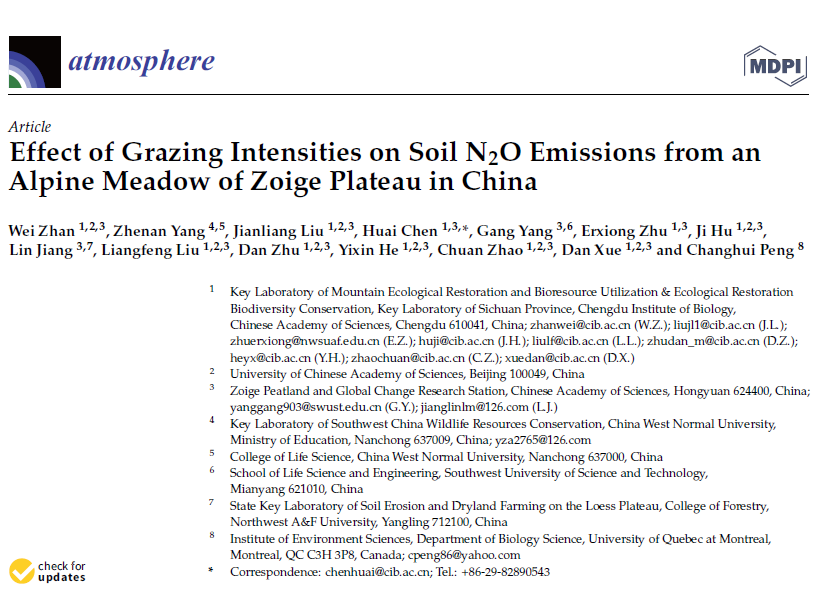 atmosphere
MDPI
Article
Effect of Grazing Intensities on Soil N2O Emissions from an
Alpine Meadow of Zoige Plateau in China
Wei Zhan 1,2,3, Zhenan Yang 4,5, Jianliang Liu 1,2,3, Huai Chen 1,3,*, Gang Yang 3,6, Erxiong Zhu 1,3, Ji Hu 1,2,3,
Lin Jiang 3,7, Liangfeng Liu 1,2,3, Dan Zhu 1,2,3, Yixin He 1,2,3, Chuan Zhao 1,2,3, Dan Xue 1,2,3 and Changhui Peng 8
1 Key Laboratory of Mountain Ecological Restoration and Bioresource Utilization & Ecological Restoration
Biodiversity Conservation, Key Laboratory of Sichuan Province, Chengdu Institute of Biology,
Chinese Academy of Sciences, Chengdu 610041, China; zhanwei@cib.ac.cn (W.Z.); liujl1@cib.ac.cn (J.L.);
zhuerxiong@nwsuaf.edu.cn (E.Z.); huji@cib.ac.cn (J.H.); liulf@cib.ac.cn (L.L.); zhudan_m@cib.ac.cn (D.Z.);
heyx@cib.ac.cn (Y.H.); zhaochuan@cib.ac.cn (C.Z.); xuedan@cib.ac.cn (D.X.)
2 University of Chinese Academy of Sciences, Beijing 100049, China
3 Zoige Peatland and Global Change Research Station, Chinese Academy of Sciences, Hongyuan 624400, China;
yanggang903@swust.edu.cn (G.Y.); jianglinlm@126.com (L.J.)
4 Key Laboratory of Southwest China Wildlife Resources Conservation, China West Normal University,
Ministry of Education, Nanchong 637009, China; yza2765@126.com
5 College of Life Science, China West Normal University, Nanchong 637000, China
6 School of Life Science and Engineering, Southwest University of Science and Technology,
Mianyang 621010, China
7 State Key Laboratory of Soil Erosion and Dryland Farming on the Loess Plateau, College of Forestry,
Northwest A&F University, Yangling 712100, China
8 Institute of Environment Sciences, Department of Biology Science, University of Quebec at Montreal,
Montreal, QC C3H 3P8, Canada; cpeng86@yahoo.com
* Correspondence: chenhuai@cib.ac.cn; Tel.: +86-29-82890543
check for
updates